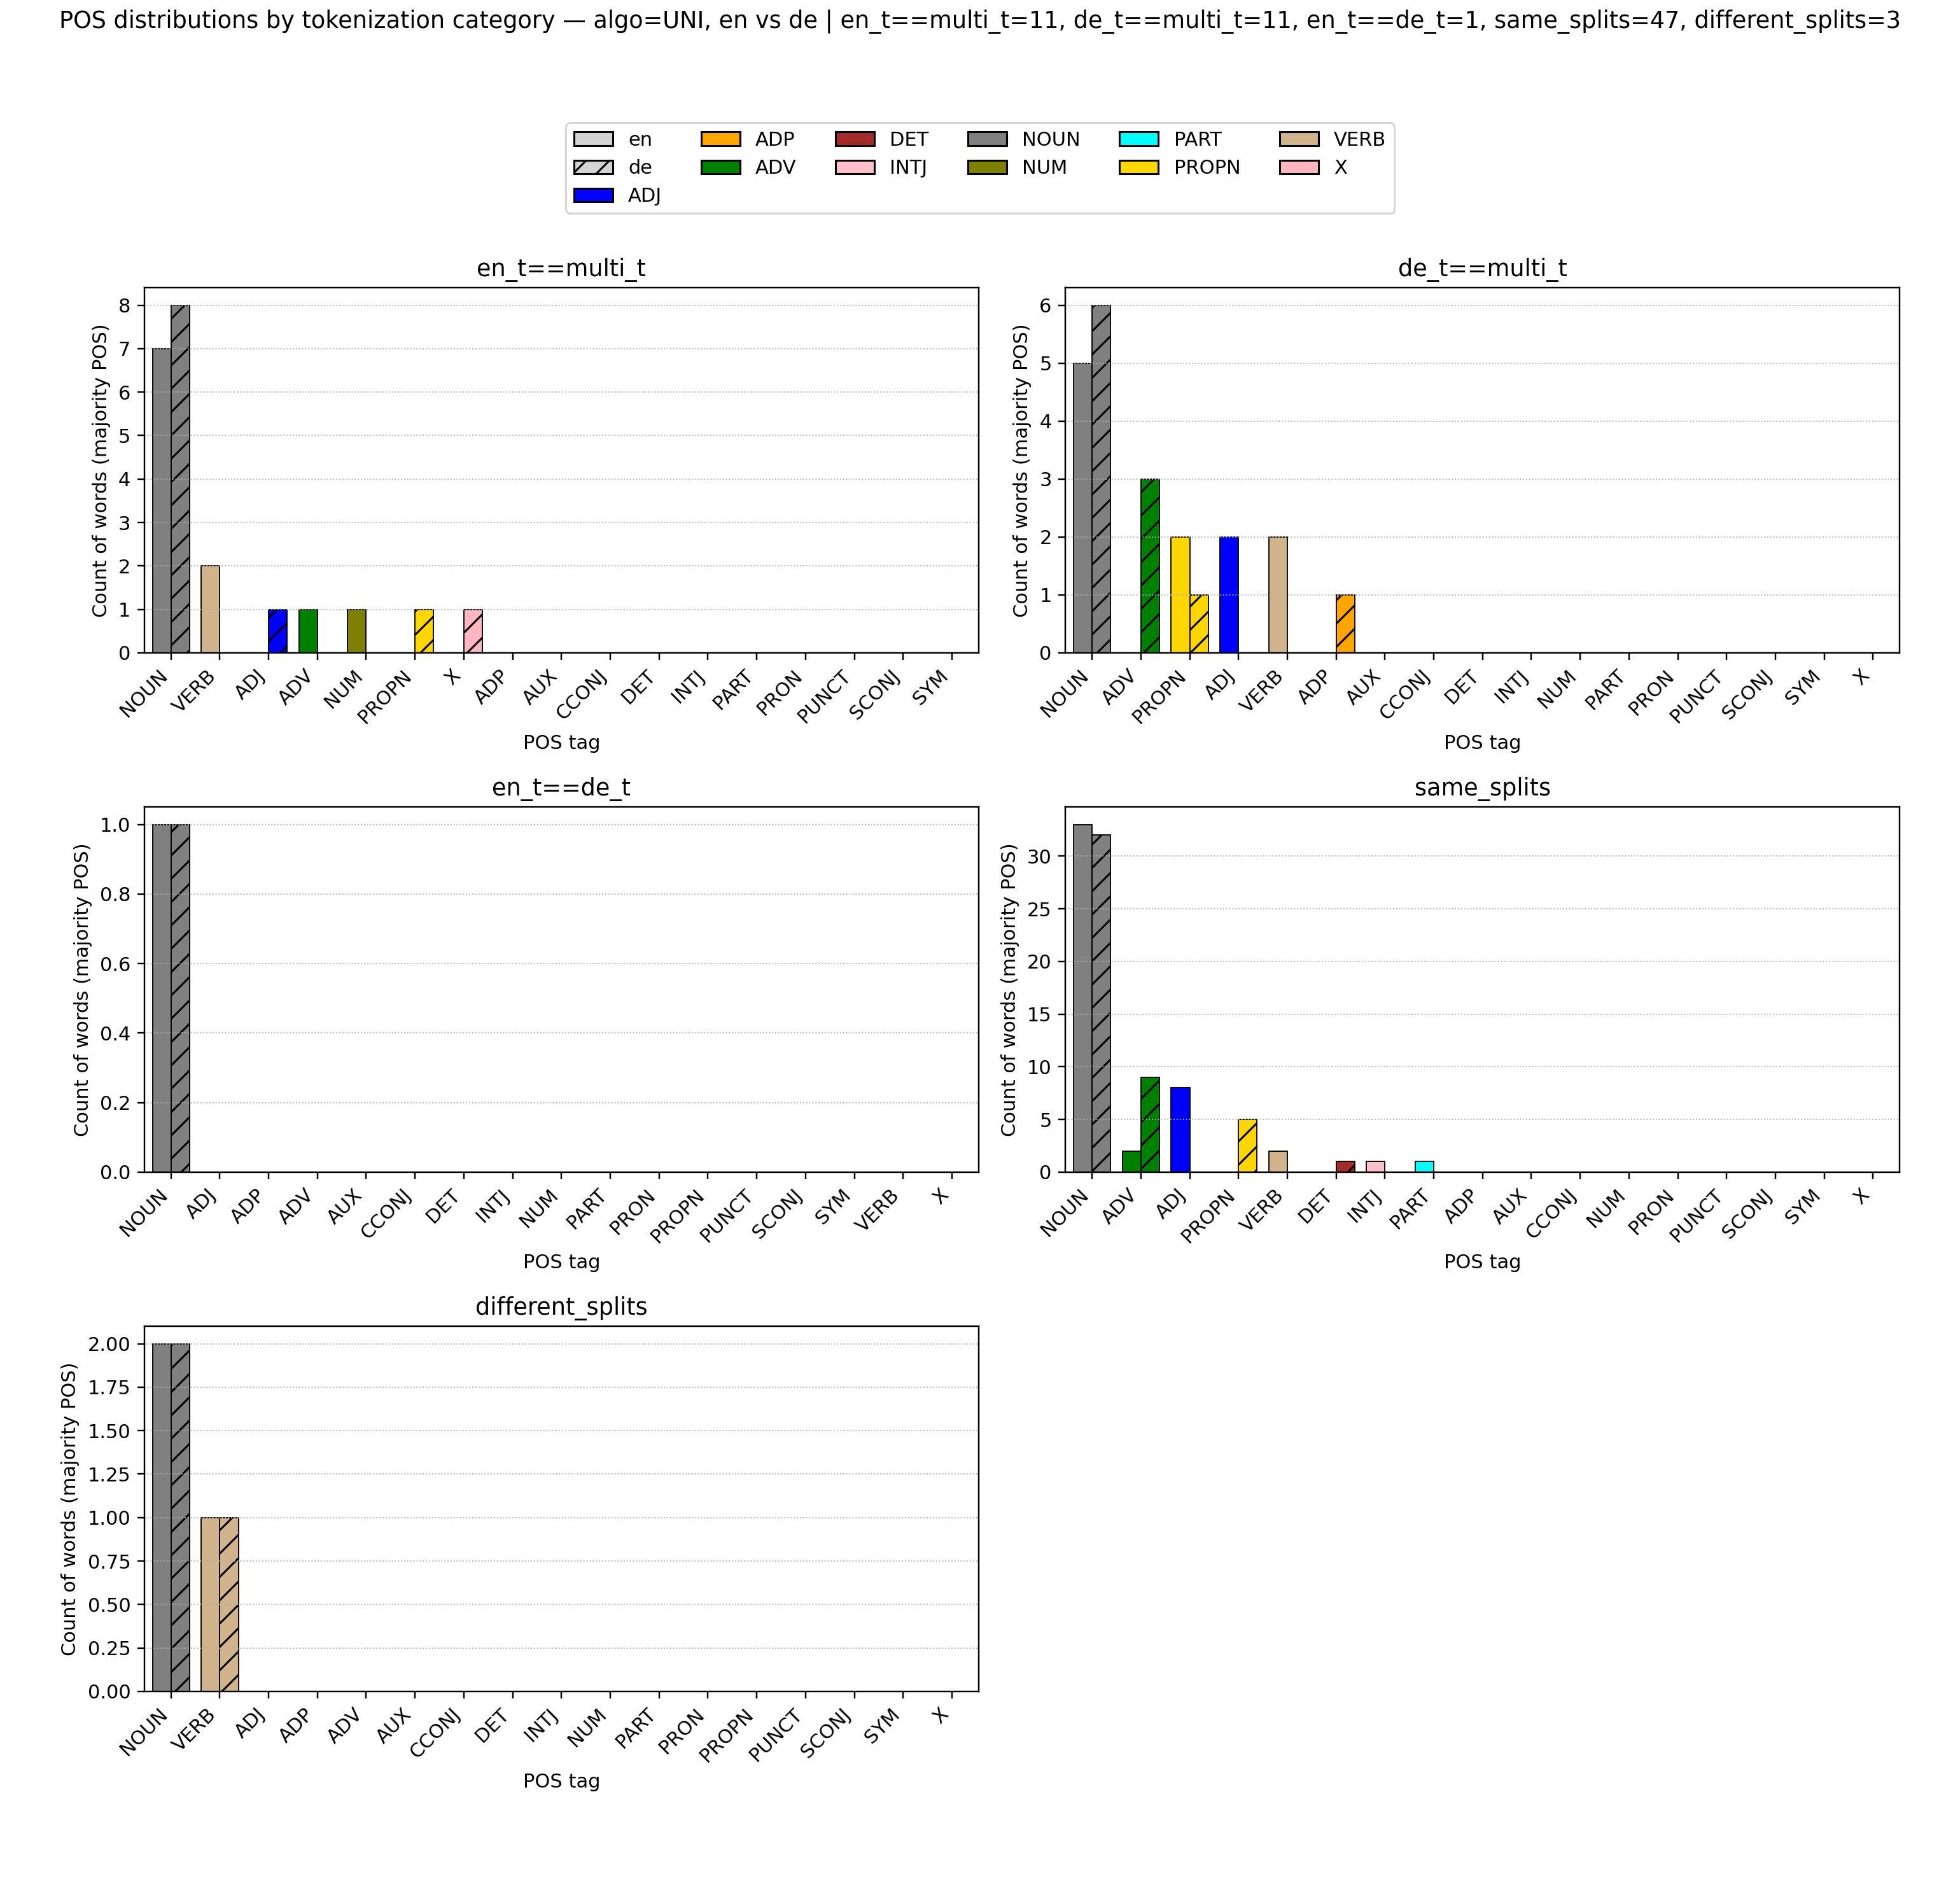 POS distributions by tokenization category — algo=UNI, en vs de | en_t==multi_t=11, de_t==multi_t=11, en_t==de_t=1, same_splits=47, different_splits=3
en ADP DET NOUN PART VERB
de ADV INTJ NUM PROPN X
ADJ
en_t==multi_t
Count of words (majority POS)
8
7
6
5
4
3
2
1
0
NOUN VERB ADJ ADV NUM PROPN X ADP AUX CCONJ DET INTJ PART PRON PUNCT SCONJ SYM
POS tag
de_t==multi_t
Count of words (majority POS)
6
5
4
3
2
1
0
NOUN ADV PROPN ADJ VERB ADP AUX CCONJ DET INTJ NUM PART PRON PUNCT SCONJ SYM X
POS tag
en_t==de_t
Count of words (majority POS)
1.0
0.8
0.6
0.4
0.2
0.0
NOUN ADJ ADP ADV AUX CCONJ DET INTJ NUM PART PRON PROPN PUNCT SCONJ SYM VERB X
POS tag
same_splits
Count of words (majority POS)
30
25
20
15
10
5
0
NOUN ADV ADJ PROPN VERB DET INTJ PART ADP AUX CCONJ NUM PRON PUNCT SCONJ SYM X
POS tag
different_splits
Count of words (majority POS)
2.00
1.75
1.50
1.25
1.00
0.75
0.50
0.25
0.00
NOUN VERB ADJ ADP ADV AUX CCONJ DET INTJ NUM PART PRON PROPN PUNCT SCONJ SYM X
POS tag